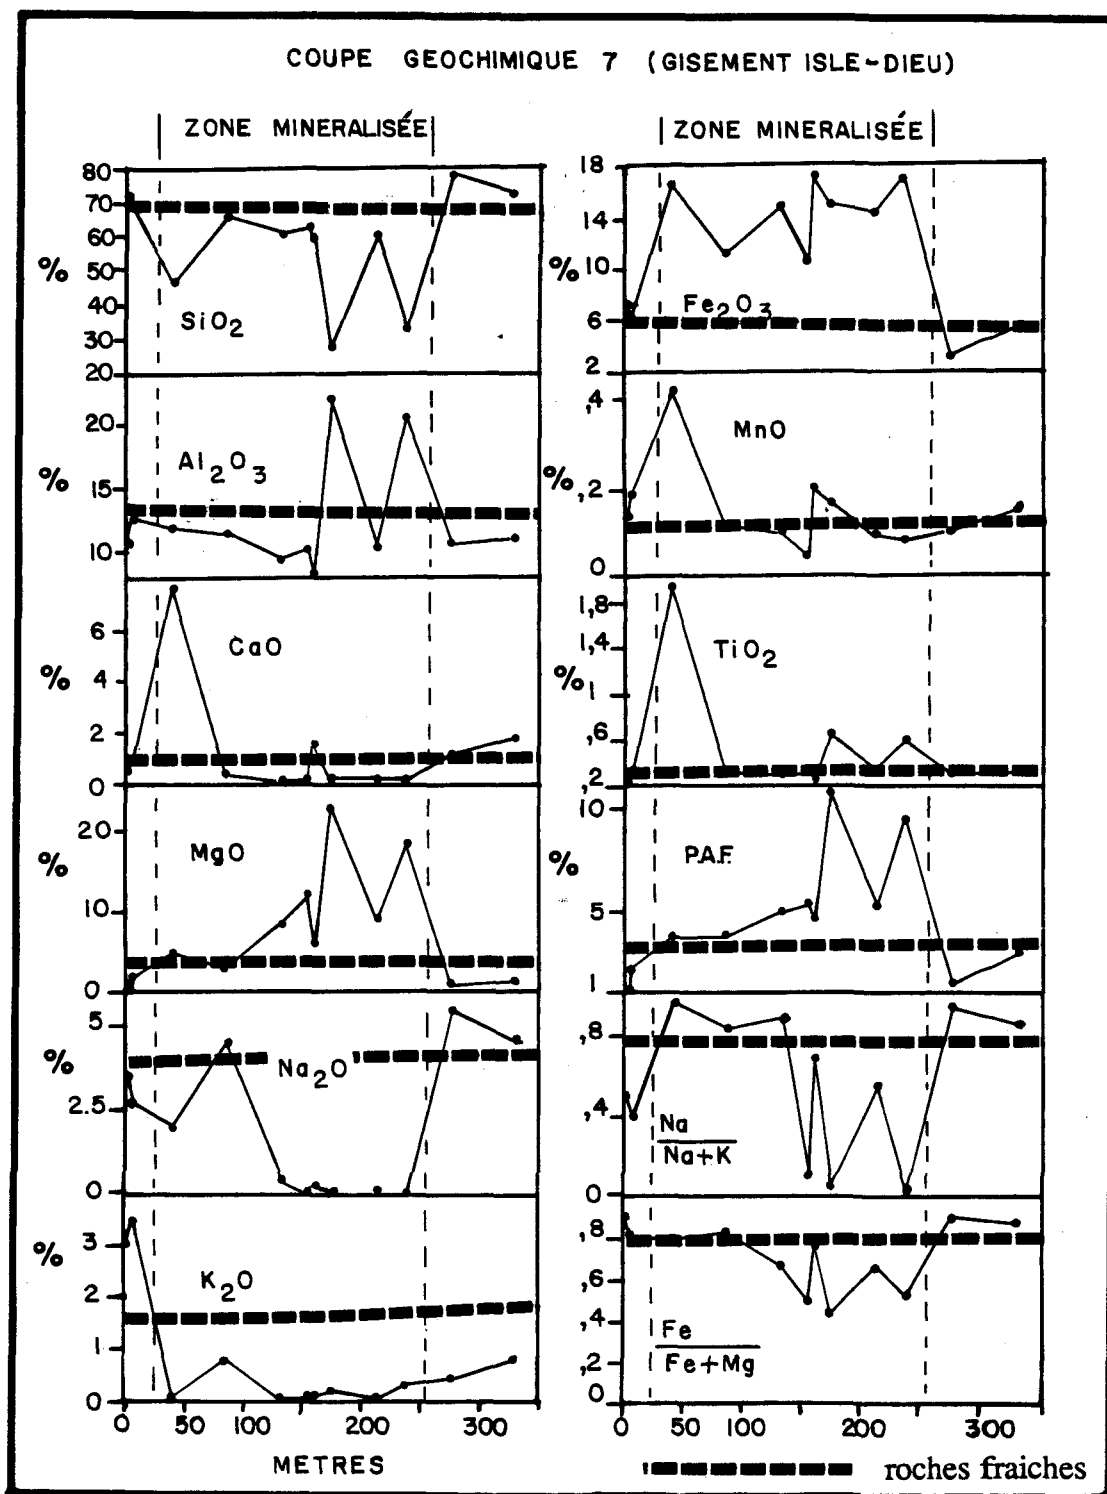 COUPE GEOCHIMIQUE 7 (GISEMENT ISLE-DIEU)
ZONE MINERALISÉE
80
70
60
% 50
40
30
20
SiO2
20
% 15
10
Al2O3
6
% 4
2
0
CaO
20
% 10
0
MgO
5
% 2.5
0
Na2O
% 3
2
1
0
K2O
0 50 100 200 300
METRES
ZONE MINERALISÉE
18
14
% 10
6
2
Fe2O3
,4
% ,2
0
MnO
1,8
1,4
% 1
,6
,2
TiO2
10
% 5
1
P.A.F.
,8
,4
0
Na
Na+K
,8
,6
,4
,2
0
Fe
Fe+Mg
0 50 100 200 300
roches fraiches